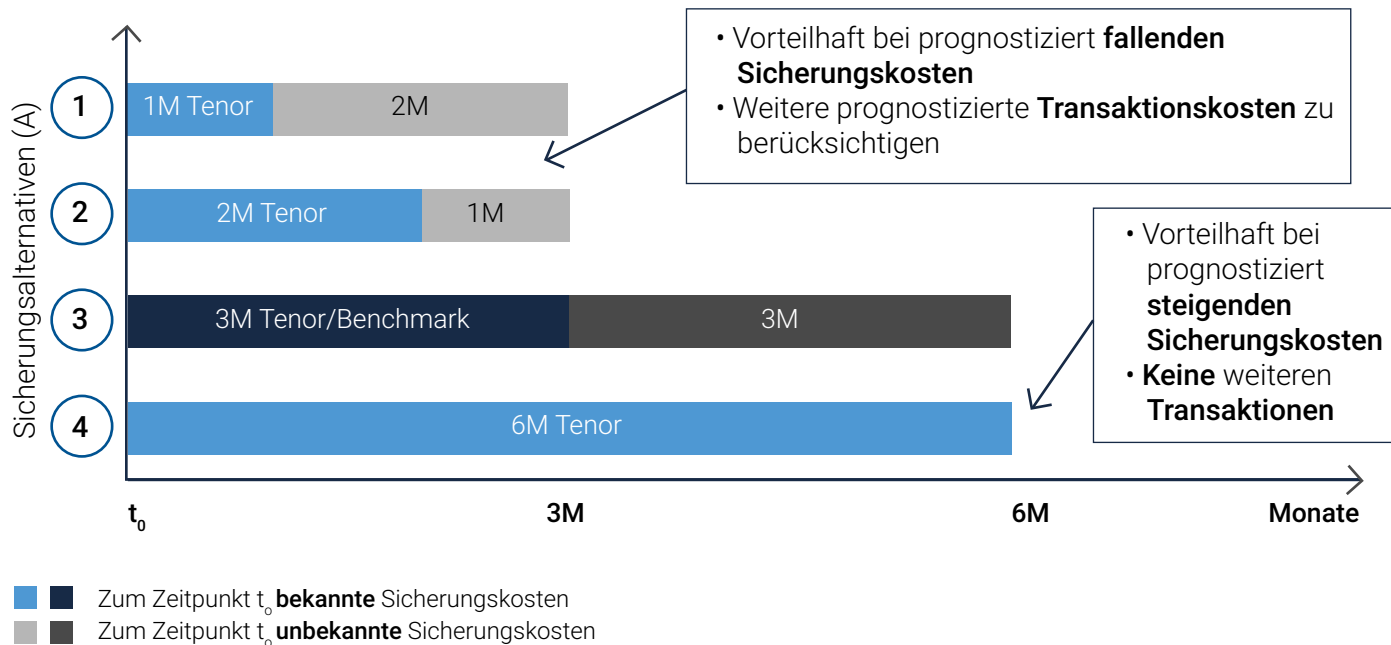 Sicherungsalternativen (A)
1
1M Tenor
2M
• Vorteilhaft bei prognostiziert fallenden
Sicherungskosten
• Weitere prognostizierte Transaktionskosten zu
berücksichtigen
2
2M Tenor
1M
• Vorteilhaft bei
prognostiziert
steigenden
Sicherungskosten
• Keine weiteren
Transaktionen
3
3M Tenor/Benchmark
3M
4
6M Tenor
t0
3M
6M
Monate
Zum Zeitpunkt to bekannte Sicherungskosten
Zum Zeitpunkt to unbekannte Sicherungskosten